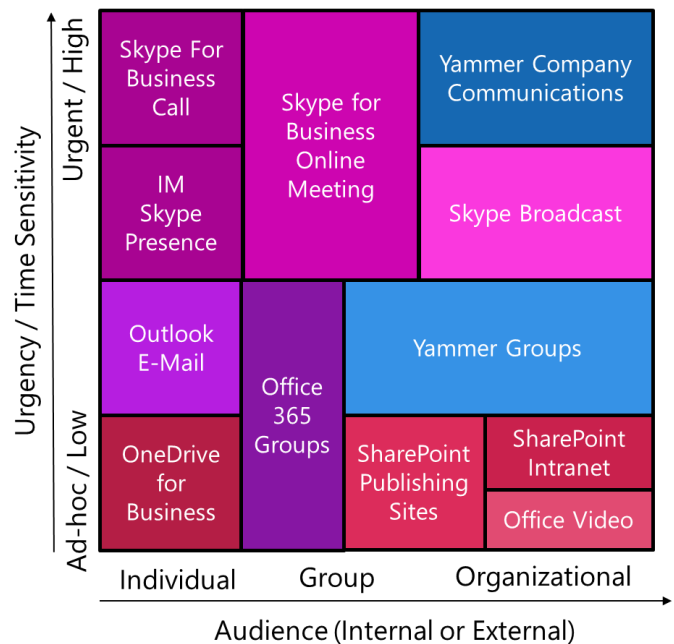 Urgency / Time Sensitivity
Urgent / High
Ad-hoc / Low
Skype For
Business
Call
Skype for
Business
Online
Meeting
Yammer Company
Communications
IM
Skype
Presence
Skype Broadcast
Outlook
E-Mail
Office
365
Groups
Yammer Groups
OneDrive
for
Business
SharePoint
Publishing
Sites
SharePoint
Intranet
Office Video
Individual
Group
Organizational
Audience (Internal or External)